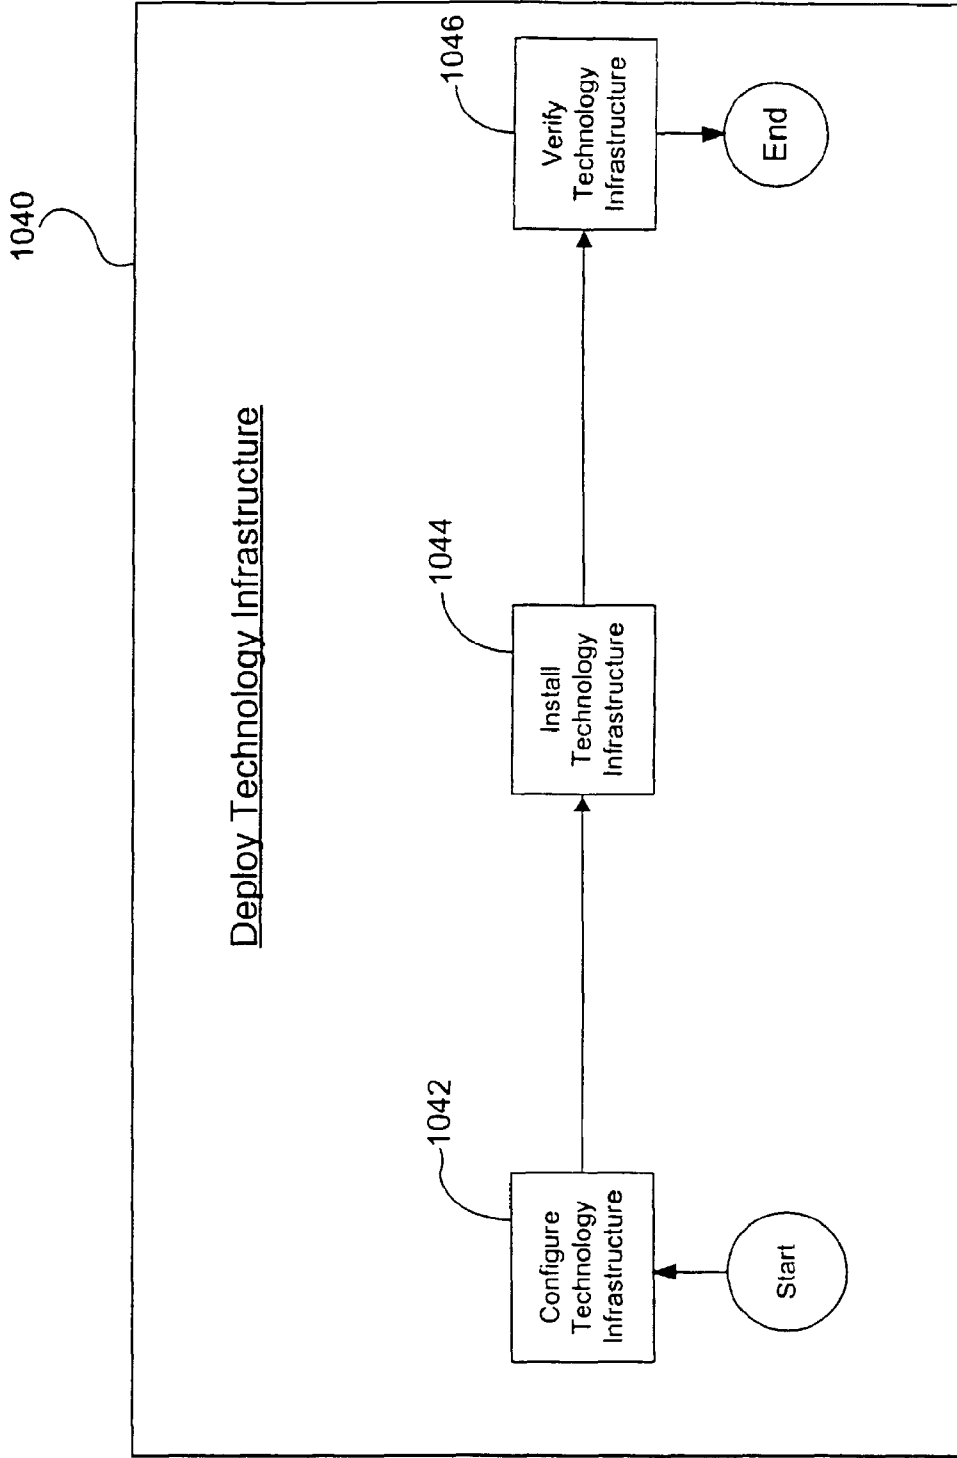 1040
Deploy Technology Infrastructure
1042
1044
1046
Configure
Technology
Infrastructure
Install
Technology
Infrastructure
Verify
Technology
Infrastructure
Start
End